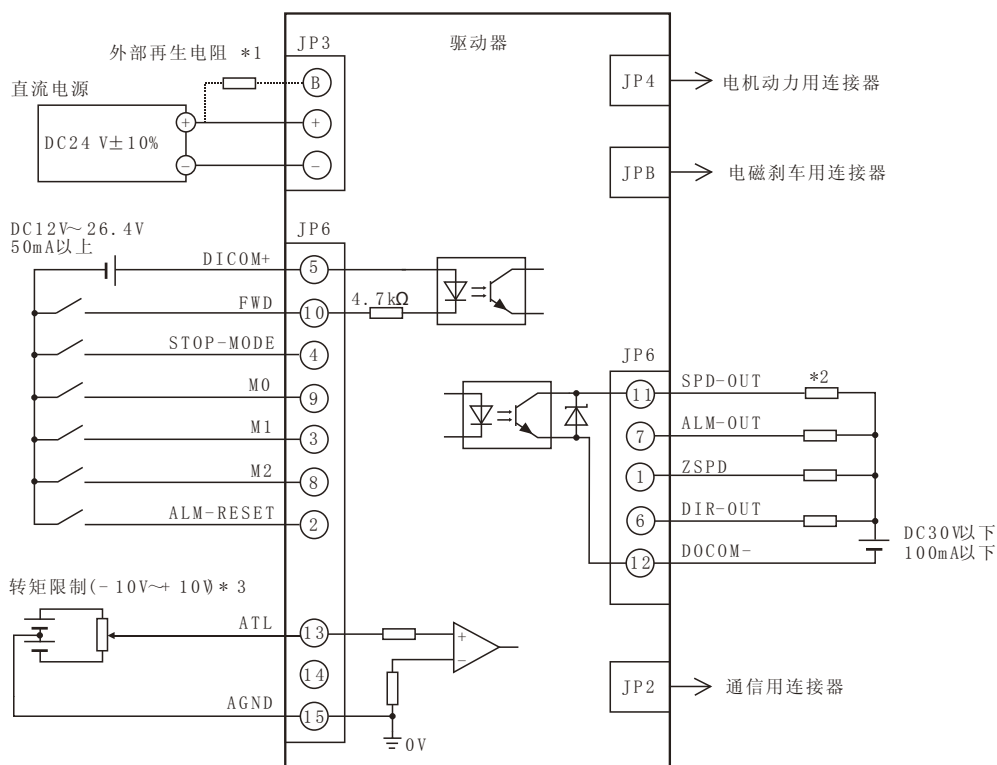 JP3
驱动器
外部再生电阻 *1
直流电源
B
JP4
电机动力用连接器
+
+
DC24 V±10%
−
−
JPB
电磁刹车用连接器
DC12V~26.4V
50mA以上
JP6
DICOM+
5
FWD
10
4.7kΩ
STOP-MODE
4
M0
9
M1
3
M2
8
ALM-RESET
2
JP6
11
SPD-OUT
*2
7
ALM-OUT
1
ZSPD
6
DIR-OUT
12
DOCOM-
DC30V以下
100mA以下
转矩限制(-10V~+10V)*3
ATL
13
+
−
14
AGND
15
0V
JP2
通信用连接器